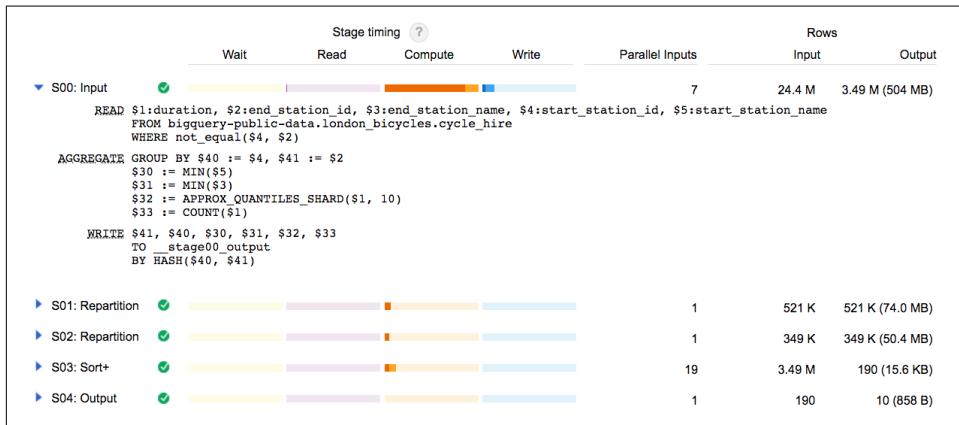 Stage timing ? Rows
Wait Read Compute Write Parallel Inputs Input Output
S00: Input 7 24.4 M 3.49 M (504 MB)
READ $1:duration, $2:end_station_id, $3:end_station_name, $4:start_station_id, $5:start_station_name
FROM bigquery-public-data.london_bicycles.cycle_hire
WHERE not_equal($4, $2)
AGGREGATE GROUP BY $40 := $4, $41 := $2
$30 := MIN($5)
$31 := MIN($3)
$32 := APPROX_QUANTILES_SHARD($1, 10)
$33 := COUNT($1)
WRITE $41, $40, $30, $31, $32, $33
TO __stage00_output
BY HASH($40, $41)
S01: Repartition 1 521 K 521 K (74.0 MB)
S02: Repartition 1 349 K 349 K (50.4 MB)
S03: Sort+ 19 3.49 M 190 (15.6 KB)
S04: Output 1 190 10 (858 B)